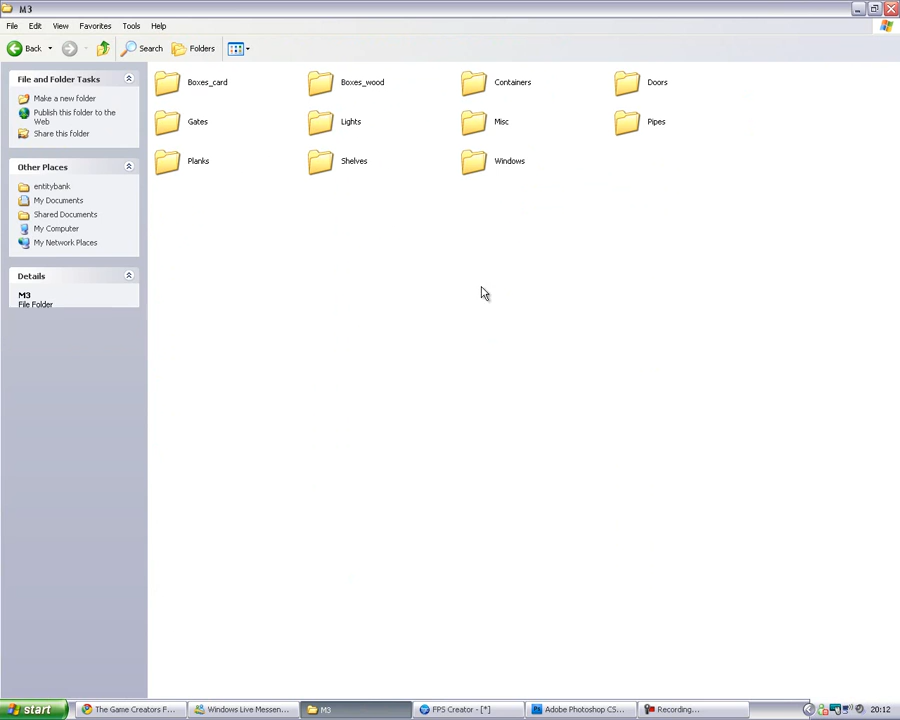 M3
File Edit View Favorites Tools Help
Back Search Folders
File and Folder Tasks
Make a new folder
Publish this folder to the
Web
Share this folder
Other Places
entitybank
My Documents
Shared Documents
My Computer
My Network Places
Details
M3
File Folder
Boxes_card Boxes_wood Containers Doors
Gates Lights Misc Pipes
Planks Shelves Windows
start The Game Creators F... Windows Live Messen... M3 FPS Creator - [*] Adobe Photoshop CS... Recording... 20:12